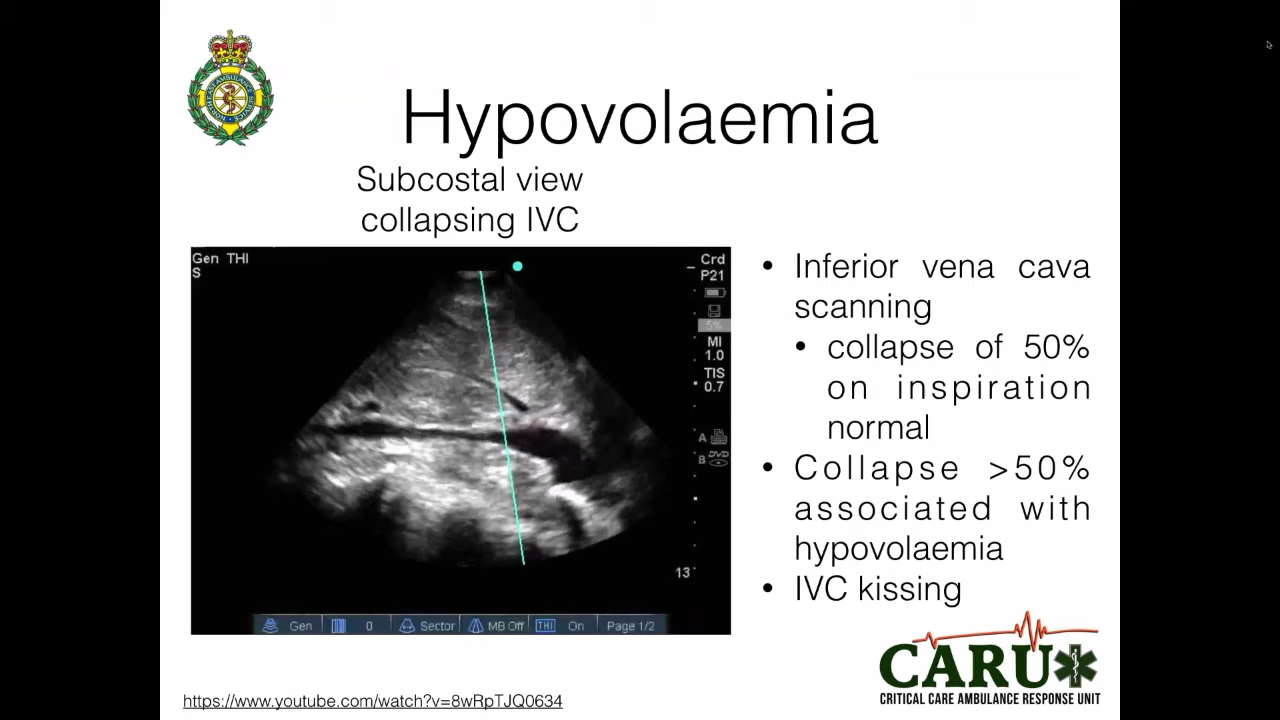 Hypovolaemia
Subcostal view
collapsing IVC
Gen THI
S
Crd
P21
5%
MI
1.0
TIS
0.7
A
B DVD
13
Gen
0
Sector
MB Off
THI
On
Page 1/2
• Inferior vena cava
scanning
• collapse of 50%
on inspiration
normal
• Collapse >50%
associated with
hypovolaemia
• IVC kissing
CARU
CRITICAL CARE AMBULANCE RESPONSE UNIT
https://www.youtube.com/watch?v=8wRpTJQ0634